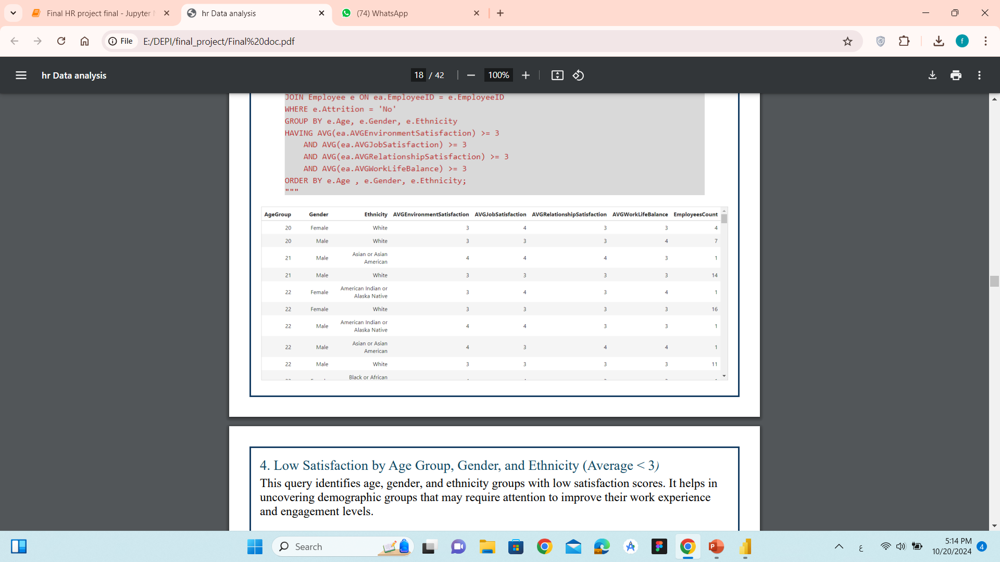 Final HR project final - Jupyter
hr Data analysis
(74) WhatsApp
File
E:/DEPI/final_project/Final%20doc.pdf
f
hr Data analysis
18 / 42
100%
JOIN Employee e ON ea.EmployeeID = e.EmployeeID
WHERE e.Attrition = 'No'
GROUP BY e.Age, e.Gender, e.Ethnicity
HAVING AVG(ea.AVGEnvironmentSatisfaction) >= 3
AND AVG(ea.AVGJobSatisfaction) >= 3
AND AVG(ea.AVGRelationshipSatisfaction) >= 3
AND AVG(ea.AVGWorkLifeBalance) >= 3
ORDER BY e.Age , e.Gender, e.Ethnicity;
"""
AgeGroup Gender Ethnicity AVGEnvironmentSatisfaction AVGJobSatisfaction AVGRelationshipSatisfaction AVGWorkLifeBalance EmployeesCount
20 Female White 3 4 3 3 4
20 Male White 3 3 3 4 7
21 Male Asian or Asian American 4 4 4 3 1
21 Male White 3 3 3 3 14
22 Female American Indian or Alaska Native 3 4 3 4 1
22 Female White 3 3 3 3 16
22 Male American Indian or Alaska Native 4 4 3 3 1
22 Male Asian or Asian American 4 3 4 4 1
22 Male White 3 3 3 3 11
Black or African
4. Low Satisfaction by Age Group, Gender, and Ethnicity (Average < 3)
This query identifies age, gender, and ethnicity groups with low satisfaction scores. It helps in
uncovering demographic groups that may require attention to improve their work experience
and engagement levels.
Search
ع
5:14 PM
10/20/2024
4